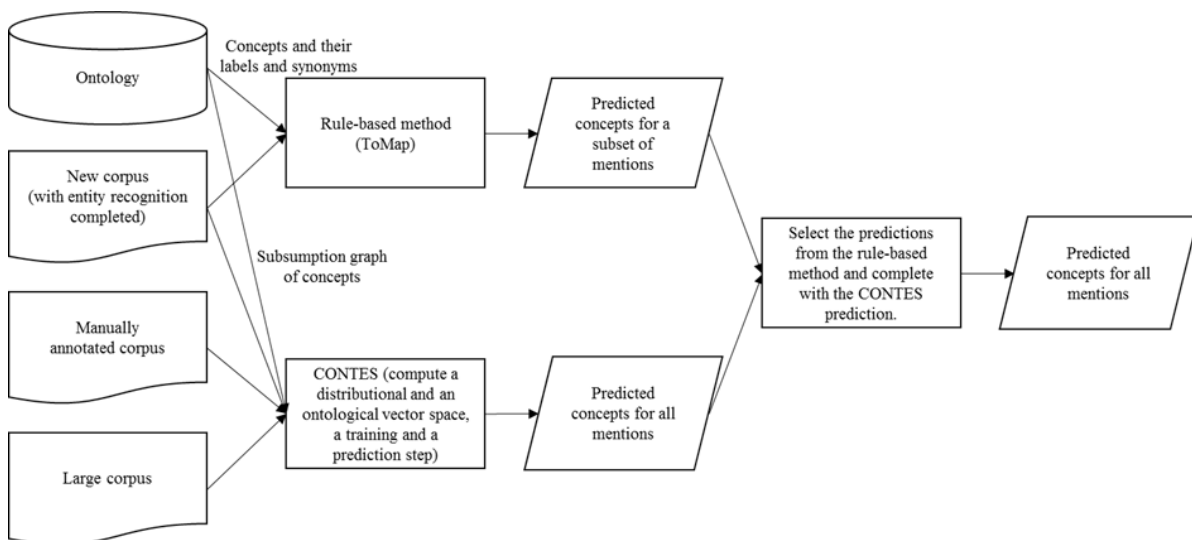 Ontology
Concepts and their
labels and synonyms
Rule-based method
(ToMap)
Predicted
concepts for a
subset of
mentions
New corpus
(with entity recognition
completed)
Subsumption graph
of concepts
Select the predictions
from the rule-based
method and complete
with the CONTES
prediction.
Predicted
concepts for all
mentions
Manually
annotated corpus
CONTES (compute a
distributional and an
ontological vector space,
a training and a
prediction step)
Predicted
concepts for all
mentions
Large corpus